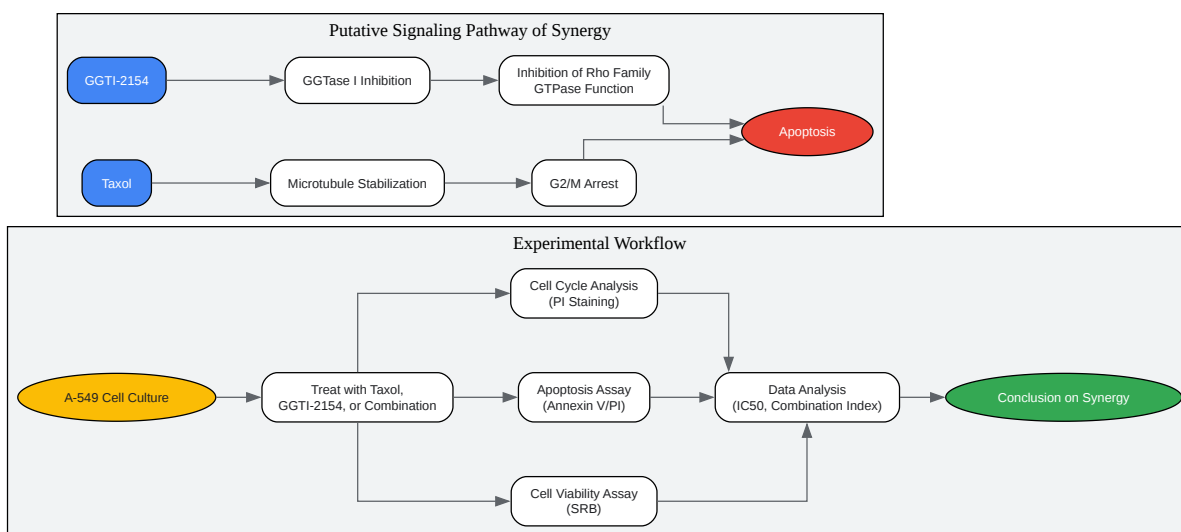 Putative Signaling Pathway of Synergy
GGTI-2154
GGTase I Inhibition
Inhibition of Rho Family
GTPase Function
Apoptosis
Taxol
Microtubule Stabilization
G2/M Arrest
Experimental Workflow
A-549 Cell Culture
Treat with Taxol,
GGTI-2154, or Combination
Cell Cycle Analysis
(PI Staining)
Apoptosis Assay
(Annexin V/PI)
Cell Viability Assay
(SRB)
Data Analysis
(IC50, Combination Index)
Conclusion on Synergy